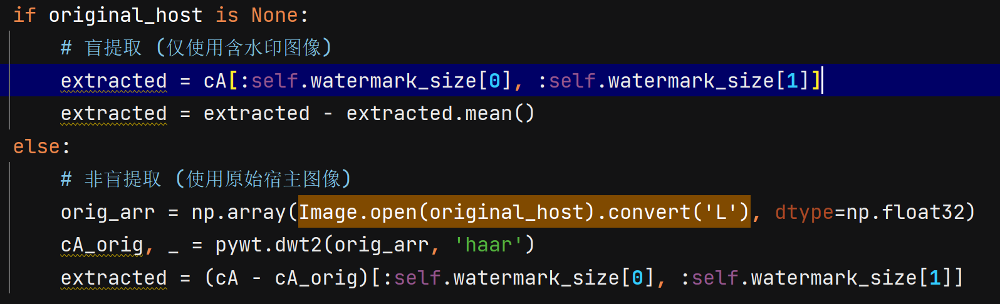 if original_host is None:
# 盲提取 (仅使用含水印图像)
extracted = cA[:self.watermark_size[0], :self.watermark_size[1]]
extracted = extracted - extracted.mean()
else:
# 非盲提取 (使用原始宿主图像)
orig_arr = np.array(Image.open(original_host).convert('L'), dtype=np.float32)
cA_orig, _ = pywt.dwt2(orig_arr, 'haar')
extracted = (cA - cA_orig)[:self.watermark_size[0], :self.watermark_size[1]]